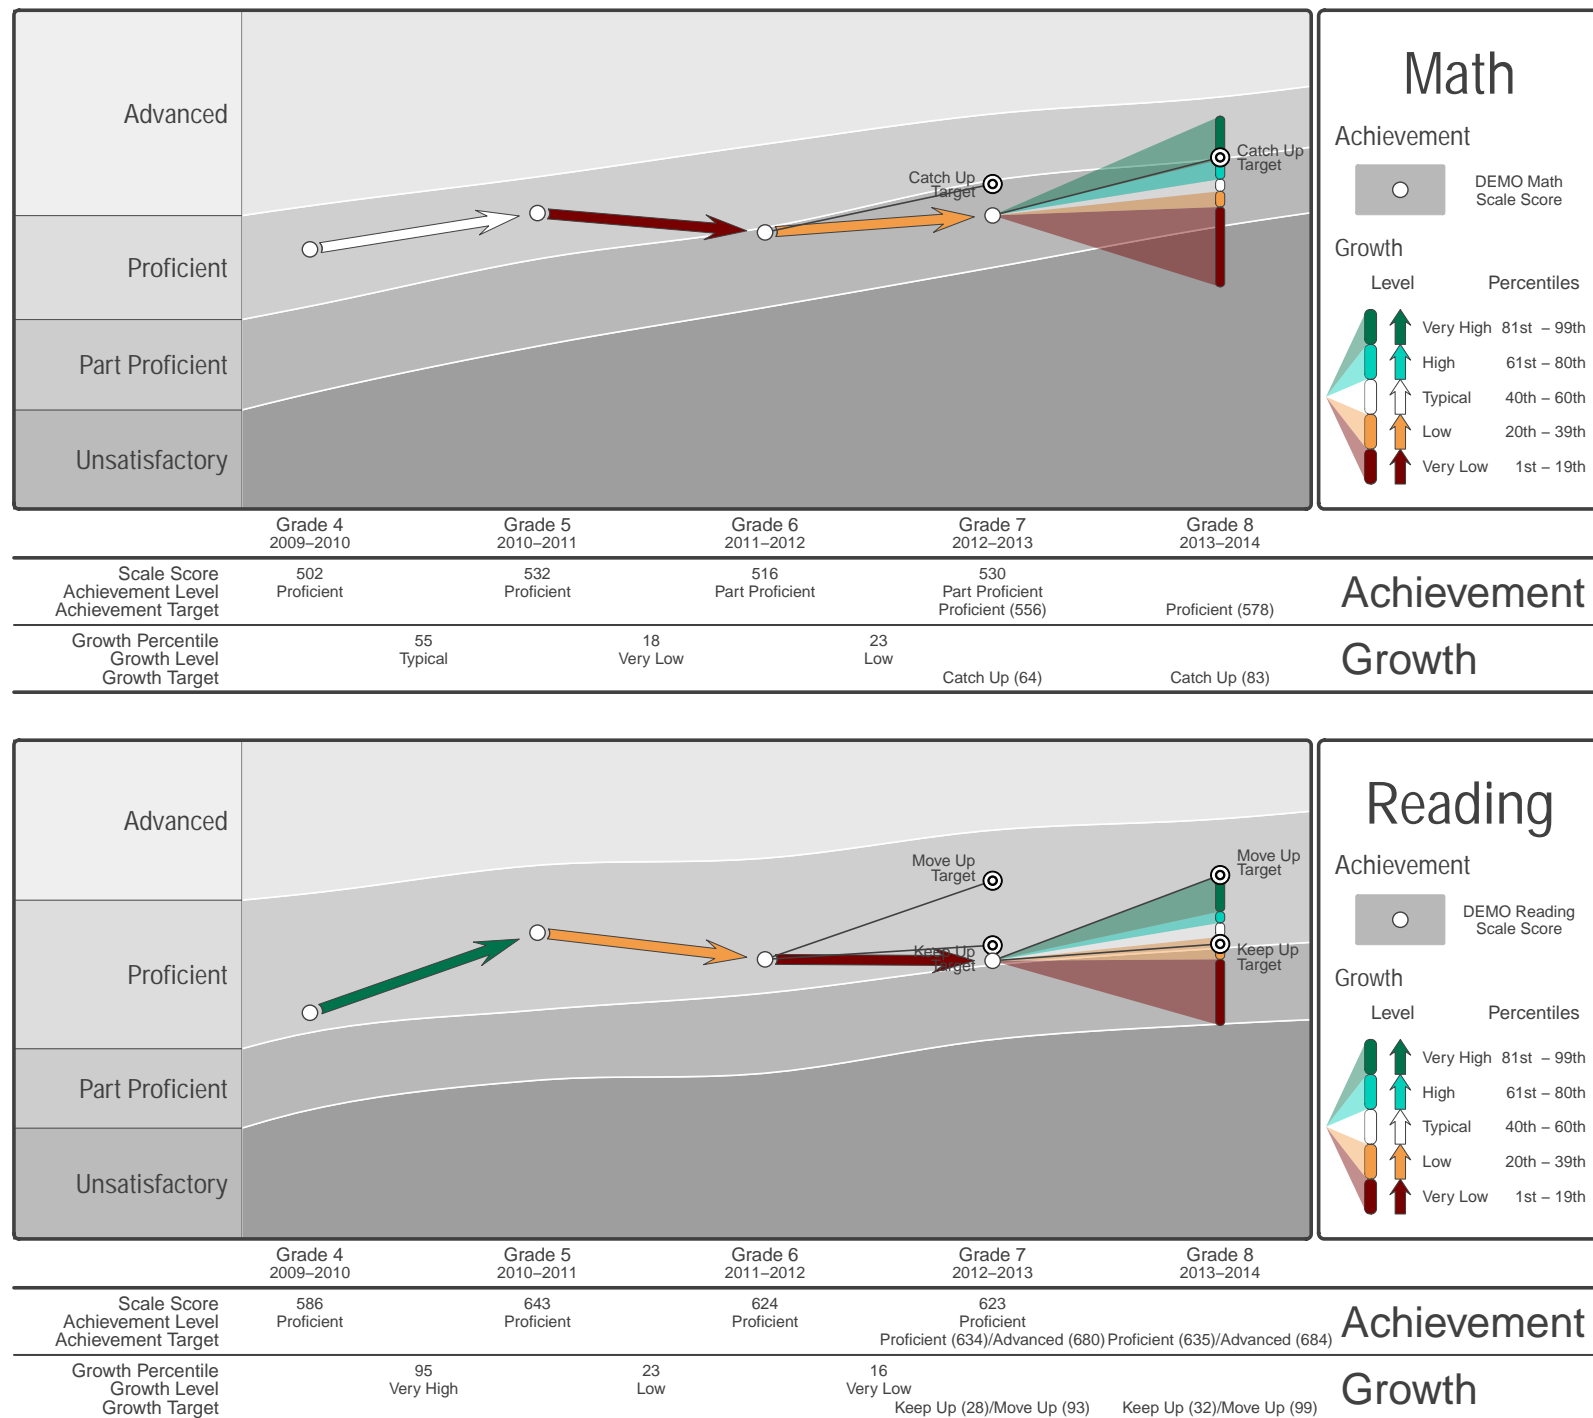 Advanced
Proficient
Part Proficient
Unsatisfactory
Catch Up
Target
Catch Up
Target
Math
Achievement
DEMO Math
Scale Score
Growth
Level Percentiles
Very High 81st – 99th
High 61st – 80th
Typical 40th – 60th
Low 20th – 39th
Very Low 1st – 19th
Grade 4 Grade 5 Grade 6 Grade 7 Grade 8
2009–2010 2010–2011 2011–2012 2012–2013 2013–2014
Scale Score 502 532 516 530
Achievement Level Proficient Proficient Part Proficient Part Proficient
Achievement Target Proficient (556) Proficient (578)
Achievement
Growth Percentile 55 18 23
Growth Level Typical Very Low Low
Growth Target Catch Up (64) Catch Up (83)
Growth
Advanced
Proficient
Part Proficient
Unsatisfactory
Move Up
Target
Keep Up
Target
Move Up
Target
Keep Up
Target
Reading
Achievement
DEMO Reading
Scale Score
Growth
Level Percentiles
Very High 81st – 99th
High 61st – 80th
Typical 40th – 60th
Low 20th – 39th
Very Low 1st – 19th
Grade 4 Grade 5 Grade 6 Grade 7 Grade 8
2009–2010 2010–2011 2011–2012 2012–2013 2013–2014
Scale Score 586 643 624 623
Achievement Level Proficient Proficient Proficient Proficient
Achievement Target Proficient (634)/Advanced (680) Proficient (635)/Advanced (684)
Achievement
Growth Percentile 95 23 16
Growth Level Very High Low Very Low
Growth Target Keep Up (28)/Move Up (93) Keep Up (32)/Move Up (99)
Growth